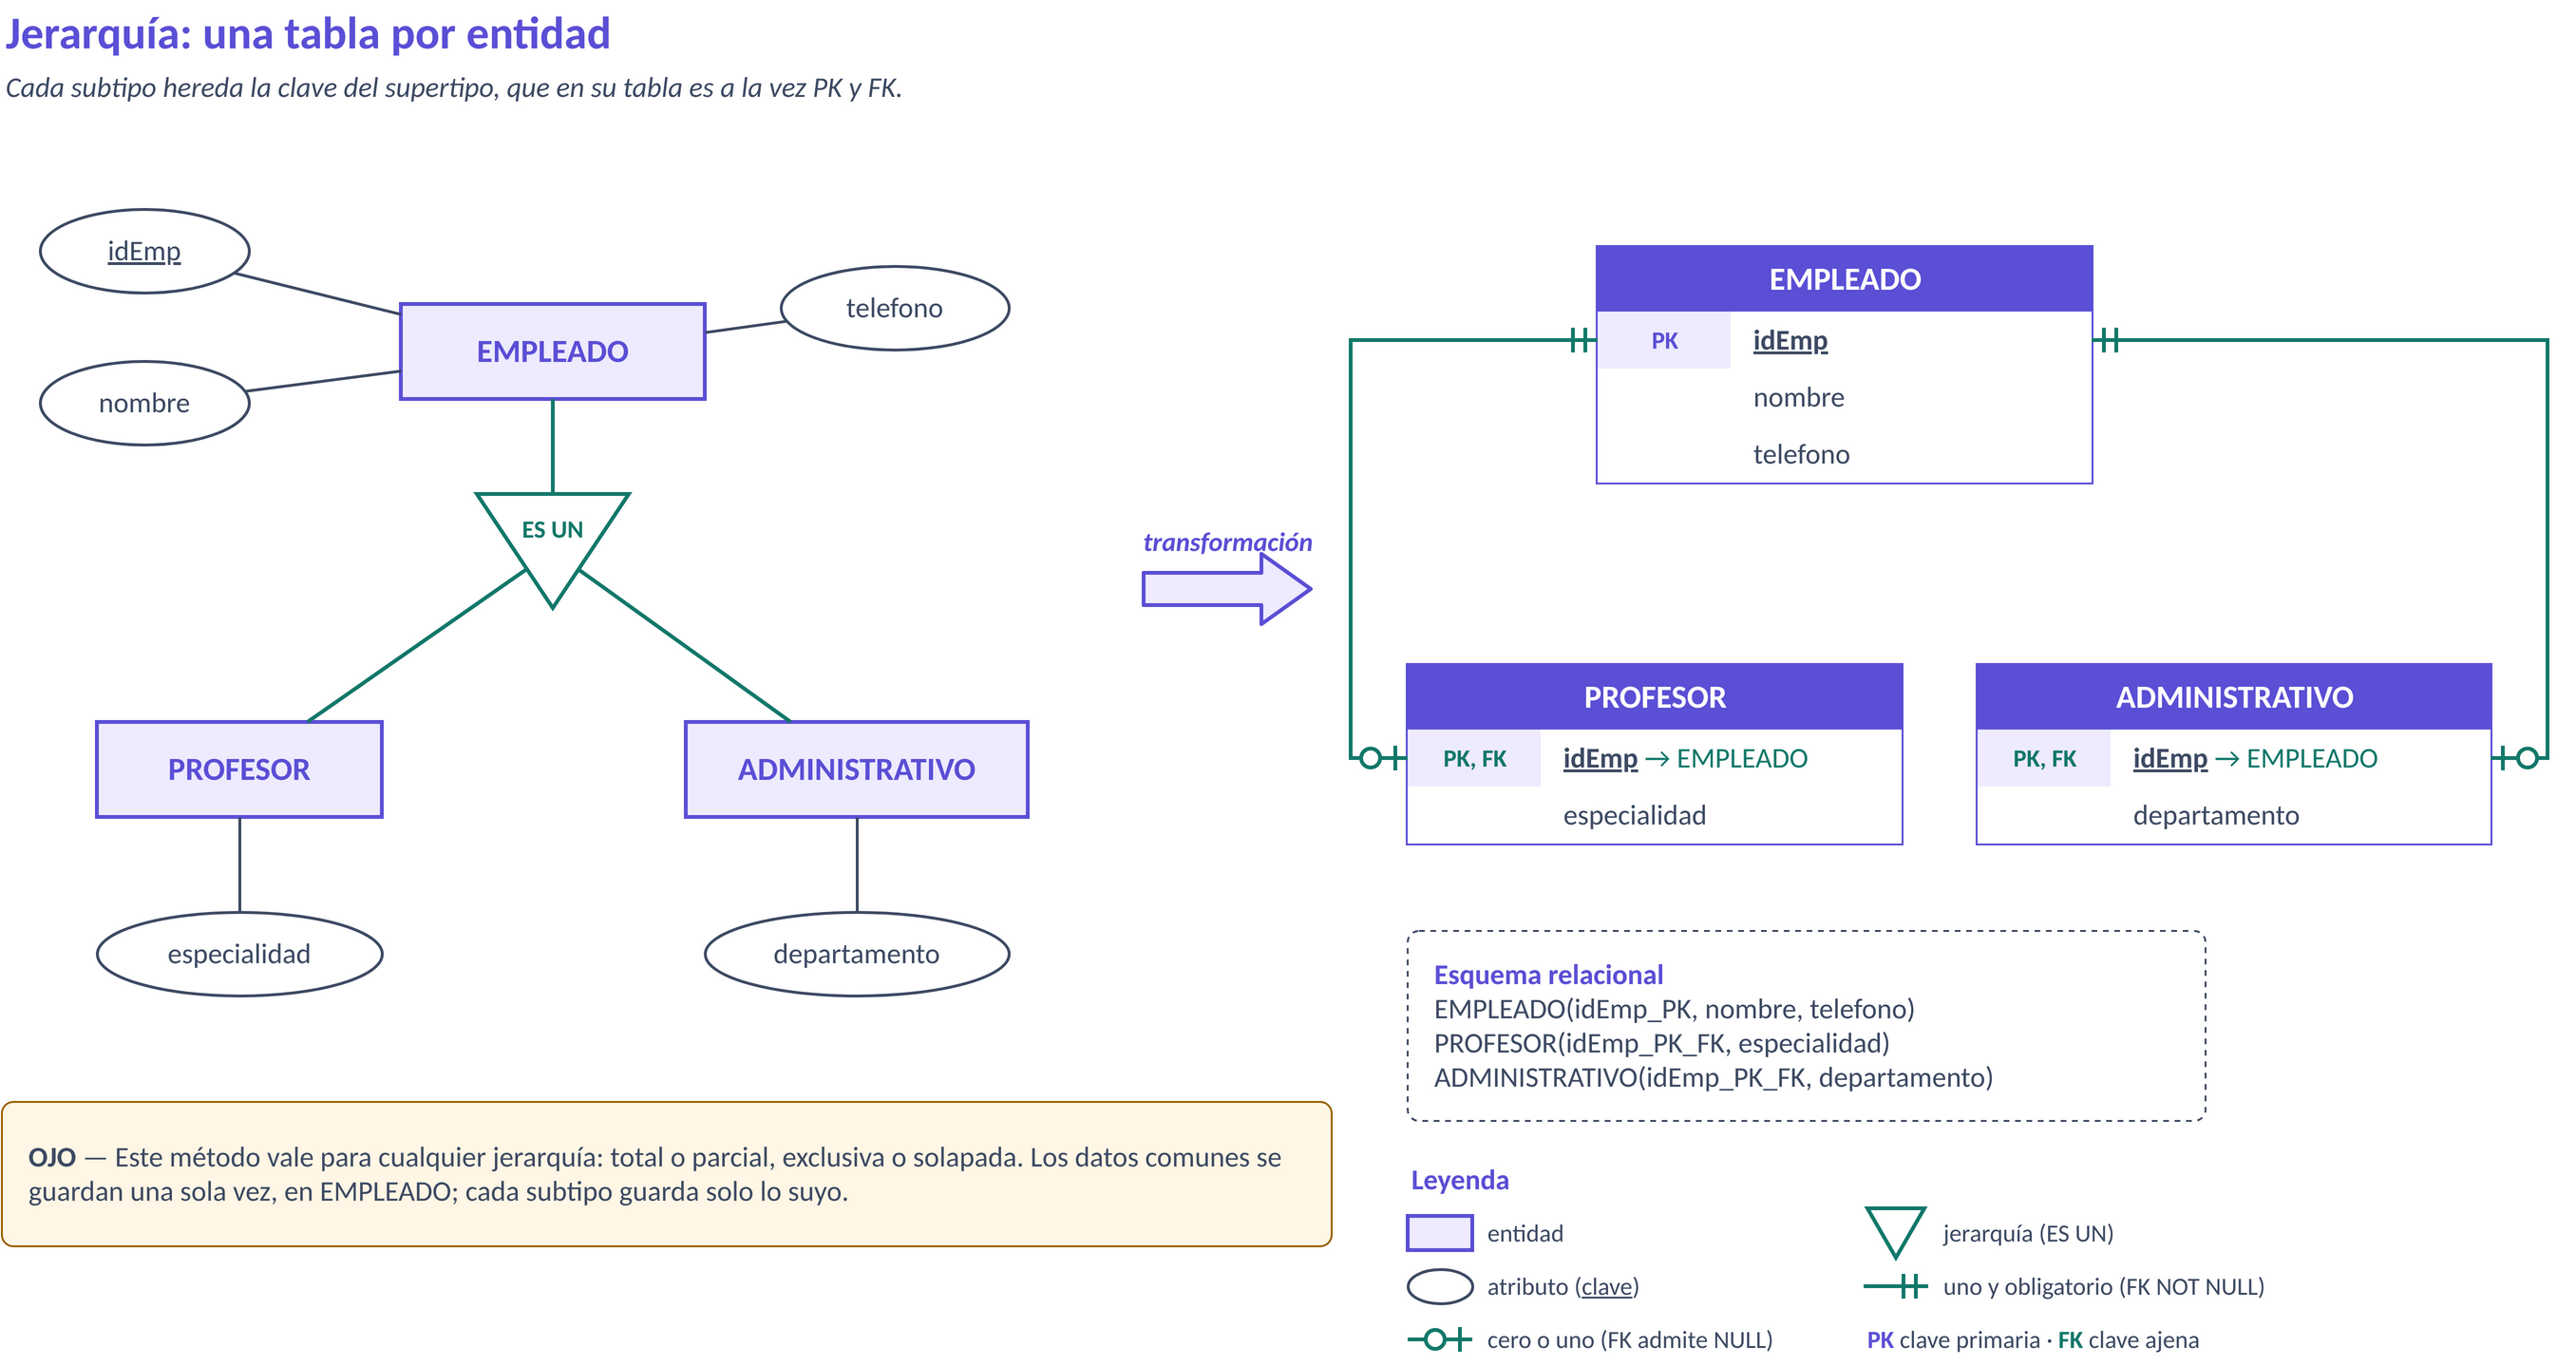 Jerarquía: una tabla por entidad
Cada subtipo hereda la clave del supertipo, que en su tabla es a la vez PK y FK.
idEmp
telefono
EMPLEADO
nombre
ES UN
PROFESOR
ADMINISTRATIVO
especialidad
departamento
transformación
EMPLEADO
PK idEmp
nombre
telefono
PROFESOR
PK, FK idEmp → EMPLEADO
especialidad
ADMINISTRATIVO
PK, FK idEmp → EMPLEADO
departamento
Esquema relacional
EMPLEADO(idEmp_PK, nombre, telefono)
PROFESOR(idEmp_PK_FK, especialidad)
ADMINISTRATIVO(idEmp_PK_FK, departamento)
OJO — Este método vale para cualquier jerarquía: total o parcial, exclusiva o solapada. Los datos comunes se
guardan una sola vez, en EMPLEADO; cada subtipo guarda solo lo suyo.
Leyenda
entidad
jerarquía (ES UN)
atributo (clave)
uno y obligatorio (FK NOT NULL)
cero o uno (FK admite NULL)
PK clave primaria · FK clave ajena